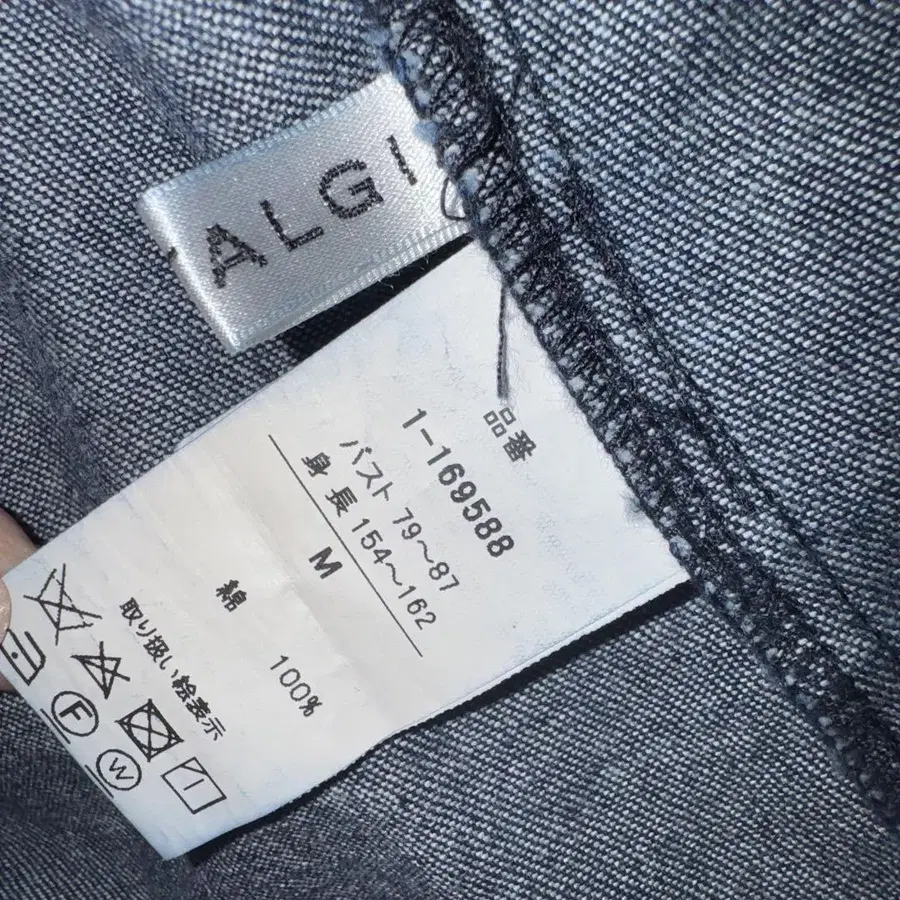 ALGI
品番
1-169588
バスト 79~87
身長 154~162
M
綿 100%
取り扱い絵表示
F
W